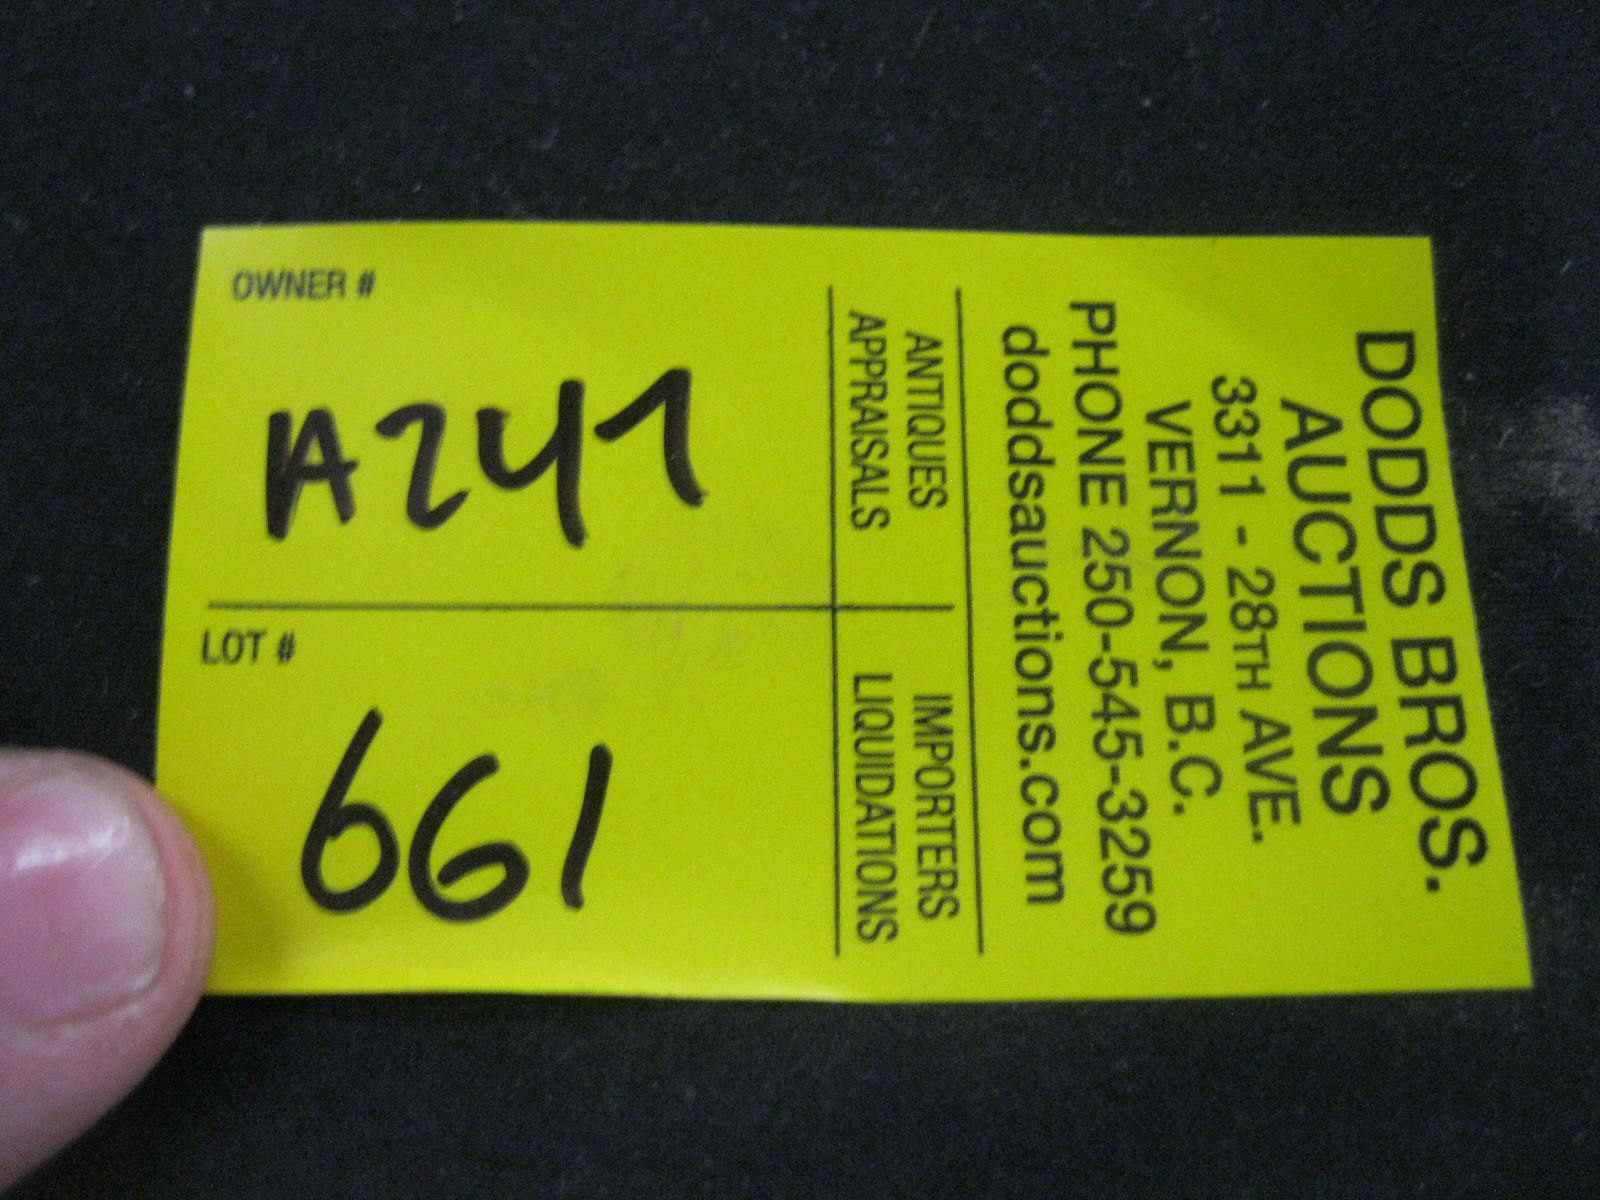 OWNER #
A247
LOT #
661
ANTIQUES
APPRAISALS
IMPORTERS
LIQUIDATIONS
DODDS BROS.
AUCTIONS
3311 - 28TH AVE.
VERNON, B.C.
PHONE 250-545-3259
doddsauctions.com